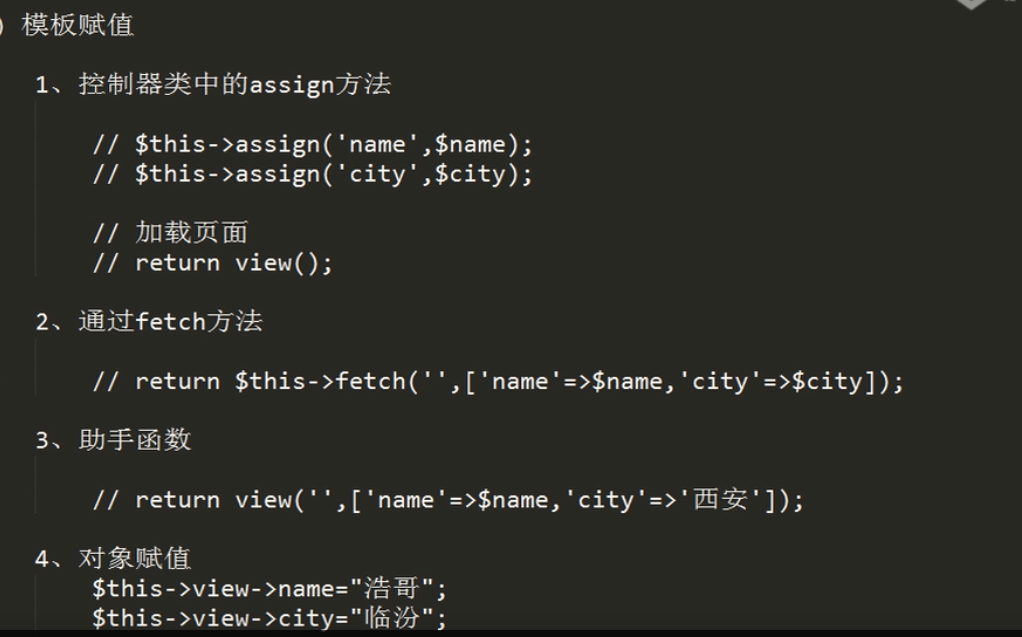 ) 模板赋值
1、控制器类中的assign方法
// $this->assign('name',$name);
// $this->assign('city',$city);
// 加载页面
// return view();
2、通过fetch方法
// return $this->fetch('',['name'=>$name,'city'=>$city]);
3、助手函数
// return view('',['name'=>$name,'city'=>'西安']);
4、对象赋值
$this->view->name="浩哥";
$this->view->city="临汾";